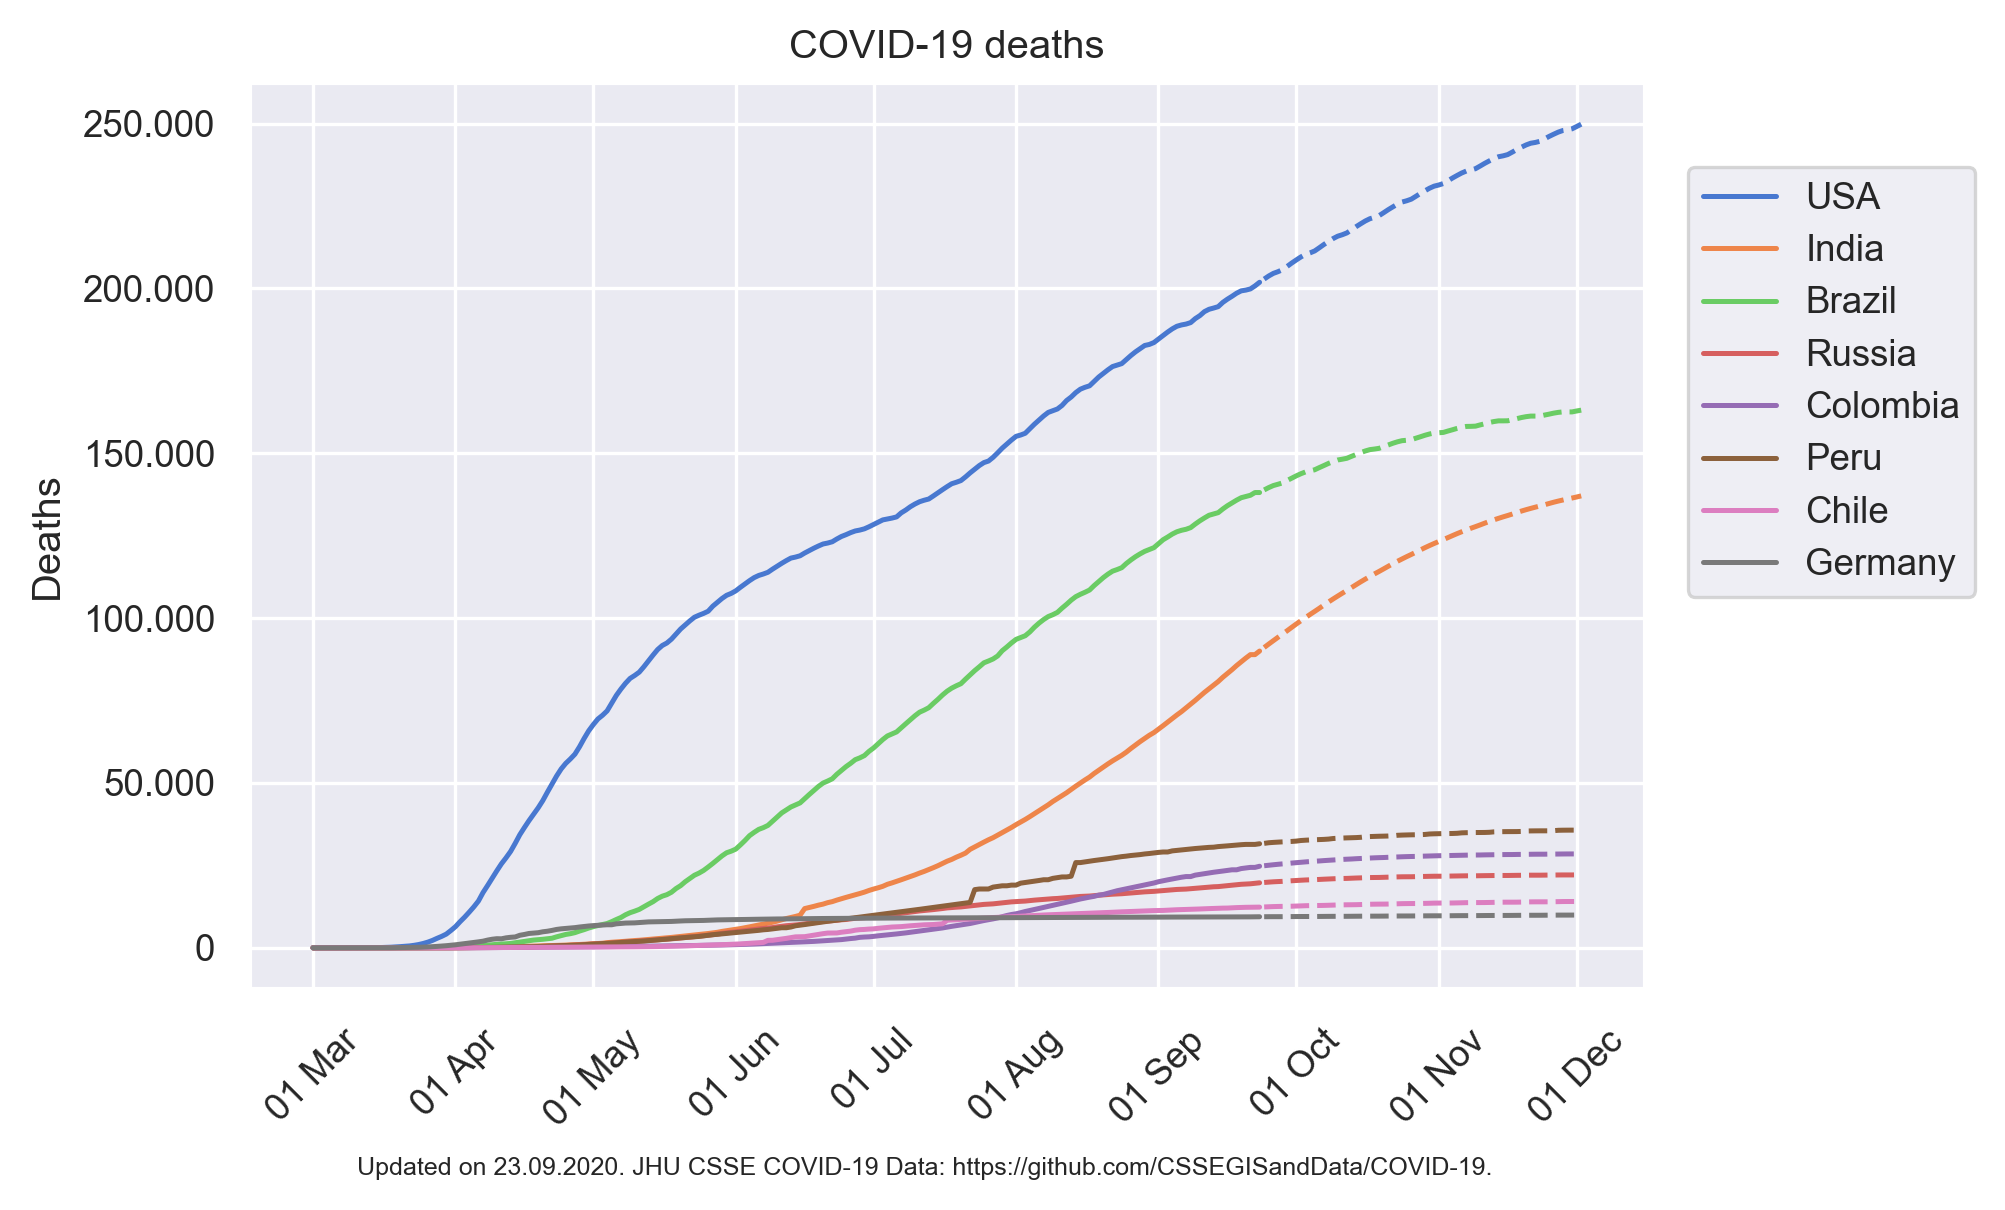 COVID-19 deaths
250.000
200.000
150.000
100.000
50.000
0
Deaths
01 Mar
01 Apr
01 May
01 Jun
01 Jul
01 Aug
01 Sep
01 Oct
01 Nov
01 Dec
USA
India
Brazil
Russia
Colombia
Peru
Chile
Germany
Updated on 23.09.2020. JHU CSSE COVID-19 Data: https://github.com/CSSEGISandData/COVID-19.